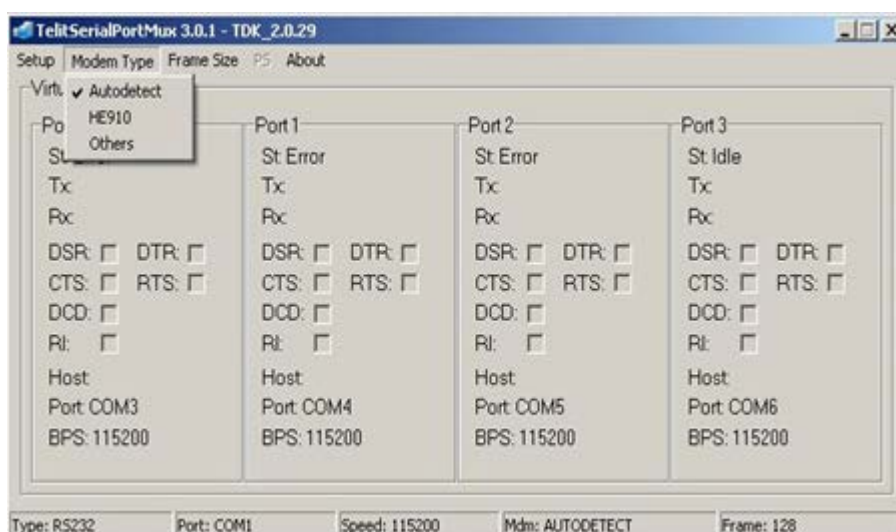 TelitSerialPortMux 3.0.1 - TDK_2.0.29
Setup Modem Type Frame Size PS About
Autodetect
HE910
Others
Port 1 Port 2 Port 3
St: Error St: Error St: Idle
Tx: Tx: Tx: Tx:
Rx: Rx: Rx: Rx:
DSR: DTR: DSR: DTR: DSR: DTR: DSR: DTR:
CTS: RTS: CTS: RTS: CTS: RTS: CTS: RTS:
DCD: DCD: DCD: DCD:
RI: RI: RI: RI:
Host: Host: Host: Host:
Port: COM3 Port: COM4 Port: COM5 Port: COM6
BPS: 115200 BPS: 115200 BPS: 115200 BPS: 115200
Type: RS232 Port: COM1 Speed: 115200 Mdm: AUTODETECT Frame: 128